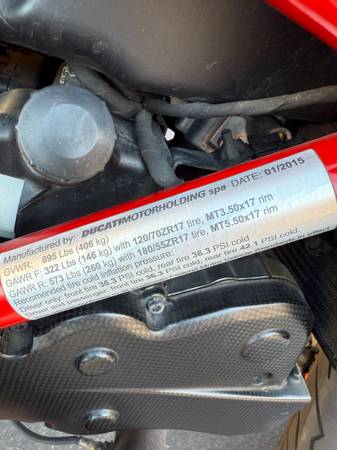 Manufactured by: DUCATIMOTORHOLDING spa DATE: 01/2015
GVWR: 895 Lbs (406 kg)
GAWR F: 322 Lbs (146 kg) with 120/70ZR17 tire, MT3.50x17 rim
GAWR R: 573 Lbs (260 kg) with 180/55ZR17 tire, MT5.50x17 rim
Recomended tire cold inflation pressure:
Driver only: front tire 36.3 PSI cold, rear tire 36.3 PSI cold
Driver and passenger: front tire 36.3 PSI cold, rear tire 42.1 PSI cold.